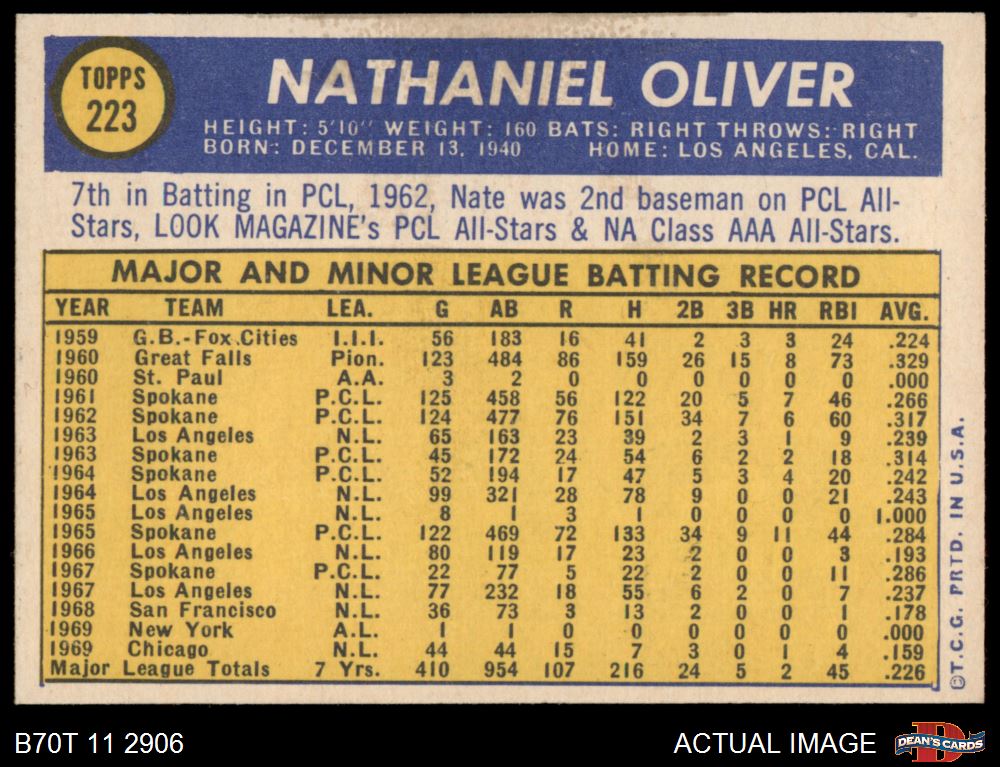 TOPPS
223
NATHANIEL OLIVER
HEIGHT: 5'10" WEIGHT: 160 BATS: RIGHT THROWS: RIGHT
BORN: DECEMBER 13, 1940 HOME: LOS ANGELES, CAL.
7th in Batting in PCL, 1962, Nate was 2nd baseman on PCL All-
Stars, LOOK MAGAZINE's PCL All-Stars & NA Class AAA All-Stars.
MAJOR AND MINOR LEAGUE BATTING RECORD
YEAR TEAM LEA. G AB R H 2B 3B HR RBI AVG.
1959 G.B.-Fox Cities I.I.I. 56 183 16 41 2 3 3 24 .224
1960 Great Falls Pion. 123 484 86 159 26 15 8 73 .329
1960 St. Paul A.A. 3 2 0 0 0 0 0 0 .000
1961 Spokane P.C.L. 125 458 56 122 20 5 7 46 .266
1962 Spokane P.C.L. 124 477 76 151 34 7 6 60 .317
1963 Los Angeles N.L. 65 163 23 39 2 3 1 9 .239
1963 Spokane P.C.L. 45 172 24 54 6 2 2 18 .314
1964 Spokane P.C.L. 52 194 17 47 5 3 4 20 .242
1964 Los Angeles N.L. 99 321 28 78 9 0 0 21 .243
1965 Los Angeles N.L. 8 1 3 1 0 0 0 0 1.000
1965 Spokane P.C.L. 122 469 72 133 34 9 11 44 .284
1966 Los Angeles N.L. 80 119 17 23 2 0 0 3 .193
1967 Spokane P.C.L. 22 77 5 22 2 0 0 11 .286
1967 Los Angeles N.L. 77 232 18 55 6 2 0 7 .237
1968 San Francisco N.L. 36 73 3 13 2 0 0 1 .178
1969 New York A.L. 1 1 0 0 0 0 0 0 .000
1969 Chicago N.L. 44 44 15 7 3 0 1 4 .159
Major League Totals 7 Yrs. 410 954 107 216 24 5 2 45 .226
©T.C.G. PRTD. IN U.S.A.
B70T 11 2906
ACTUAL IMAGE
D
DEAN'S CARDS